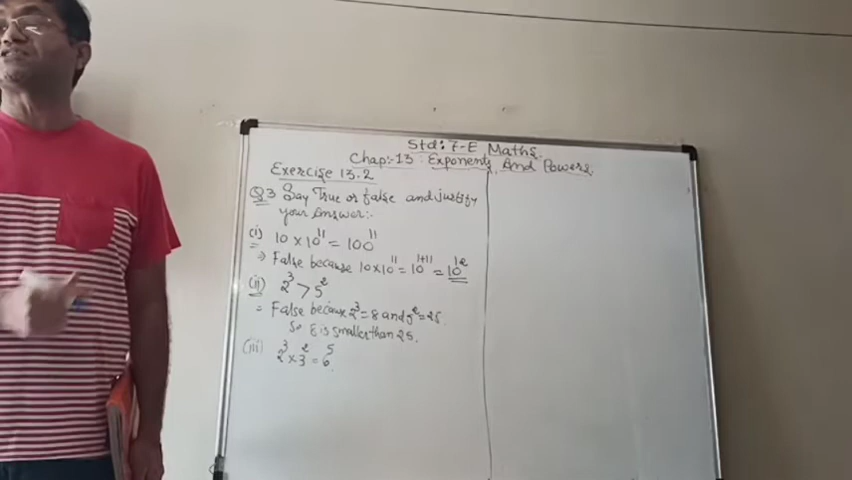 Std: 7-E Maths.
Chap:-13 : Exponents And Powers.
Exercise 13.2
Q3 Say True or false and justify
your Answer:-
(i) 10 × 10¹¹ = 100¹¹
⇒ False because 10×10¹¹ = 10¹⁺¹¹ = 10¹²
(ii) 2³ > 5²
= False because 2³ = 8 and 5² = 25
So 8 is smaller than 25.
(iii) 2³ × 3² = 6⁵